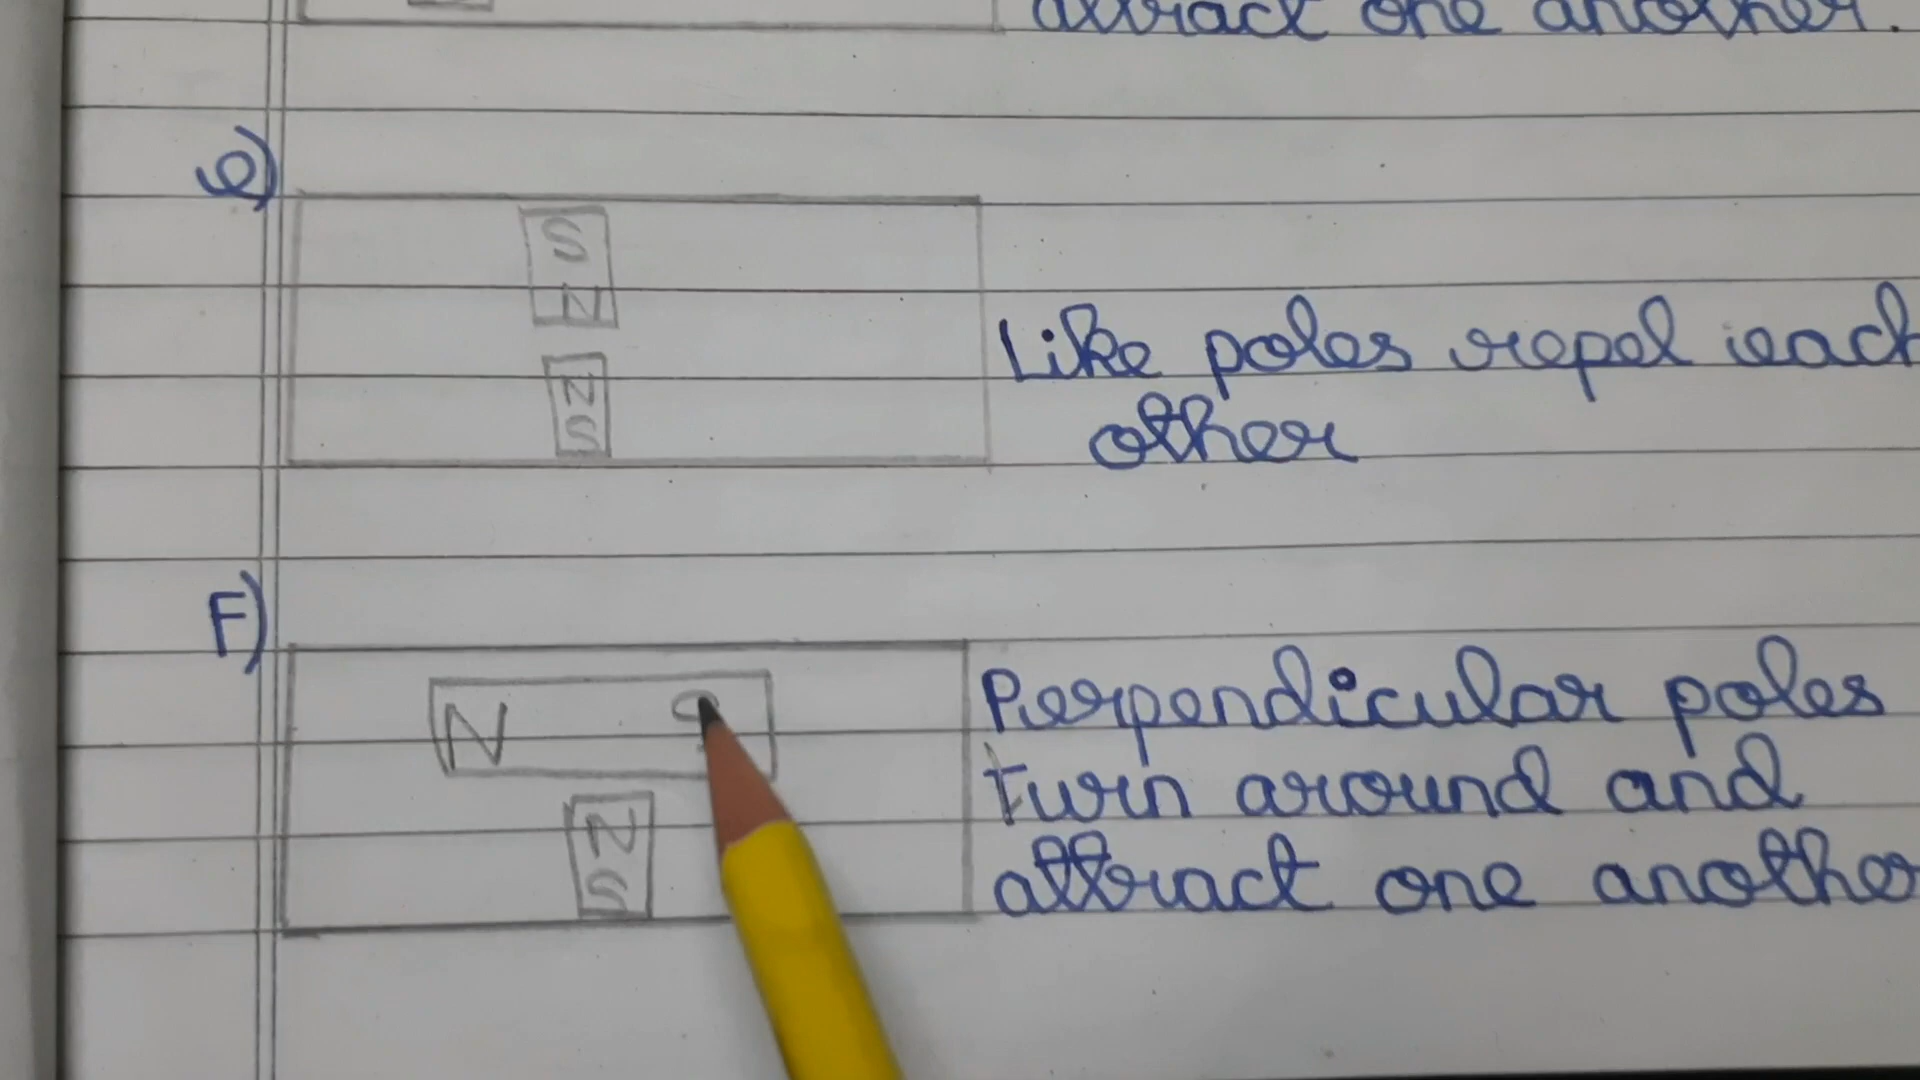 attract one another.
e)
S
N
Like poles repel each
N
other
S
F)
N S
Perpendicular poles
turn around and
N
S
attract one another